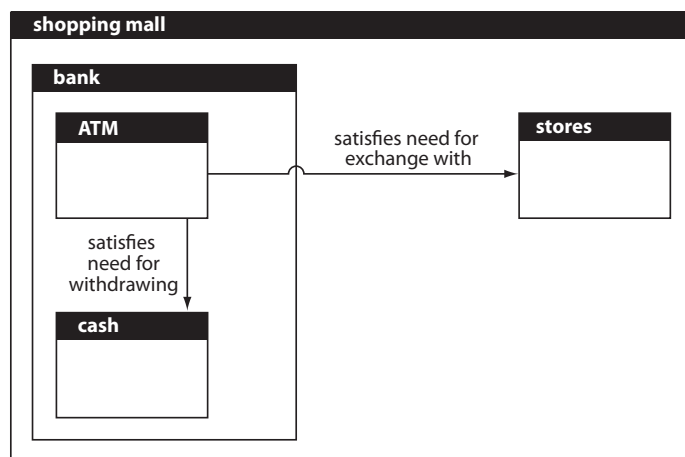 shopping mall
bank
ATM
stores
satisfies need for
exchange with
satisfies
need for
withdrawing
cash